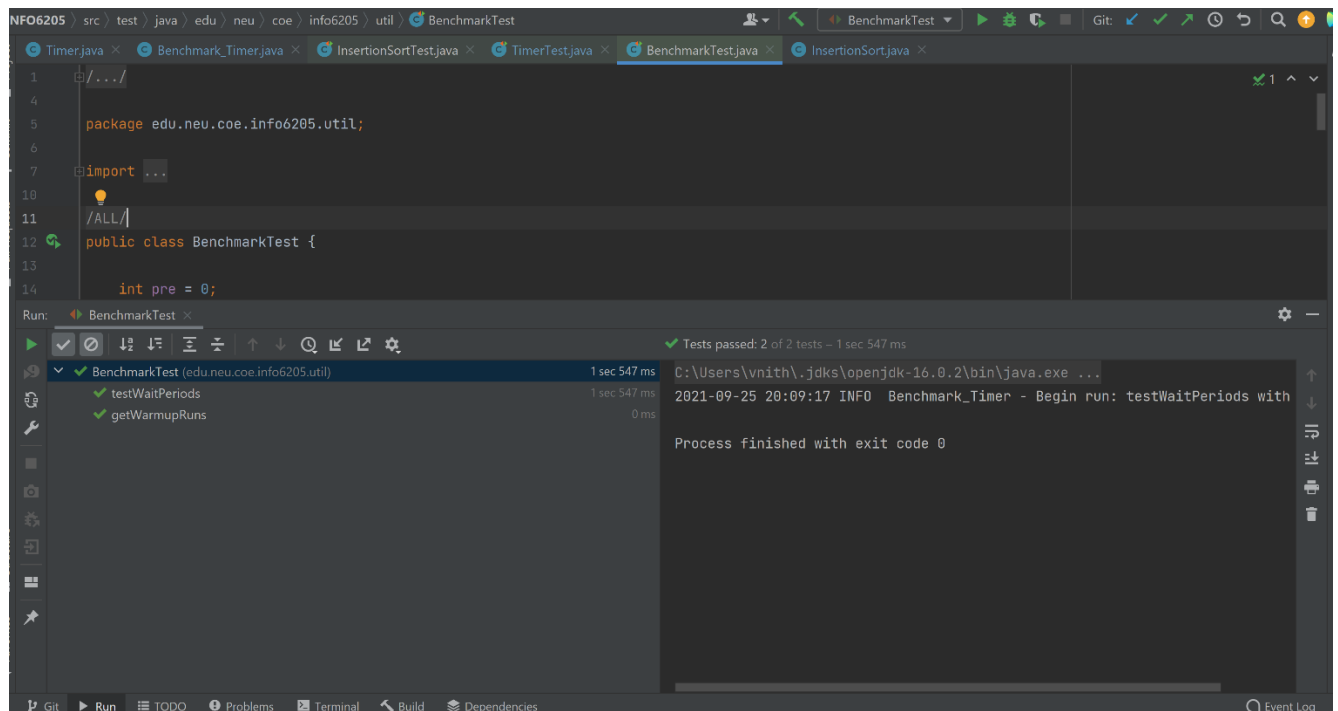 NFO6205 〉 src 〉 test 〉 java 〉 edu 〉 neu 〉 coe 〉 info6205 〉 util 〉 BenchmarkTest
BenchmarkTest
Git:
Timer.java
Benchmark_Timer.java
InsertionSortTest.java
TimerTest.java
BenchmarkTest.java
InsertionSort.java
1 /.../
1
4
5 package edu.neu.coe.info6205.util;
6
7 import ...
10
11 /ALL/
12 public class BenchmarkTest {
13
14 int pre = 0;
Run: BenchmarkTest
Tests passed: 2 of 2 tests – 1 sec 547 ms
BenchmarkTest (edu.neu.coe.info6205.util) 1 sec 547 ms
testWaitPeriods 1 sec 547 ms
getWarmupRuns 0 ms
C:\Users\vnith\.jdks\openjdk-16.0.2\bin\java.exe ...
2021-09-25 20:09:17 INFO  Benchmark_Timer - Begin run: testWaitPeriods with
Process finished with exit code 0
Git Run TODO Problems Terminal Build Dependencies Event Log